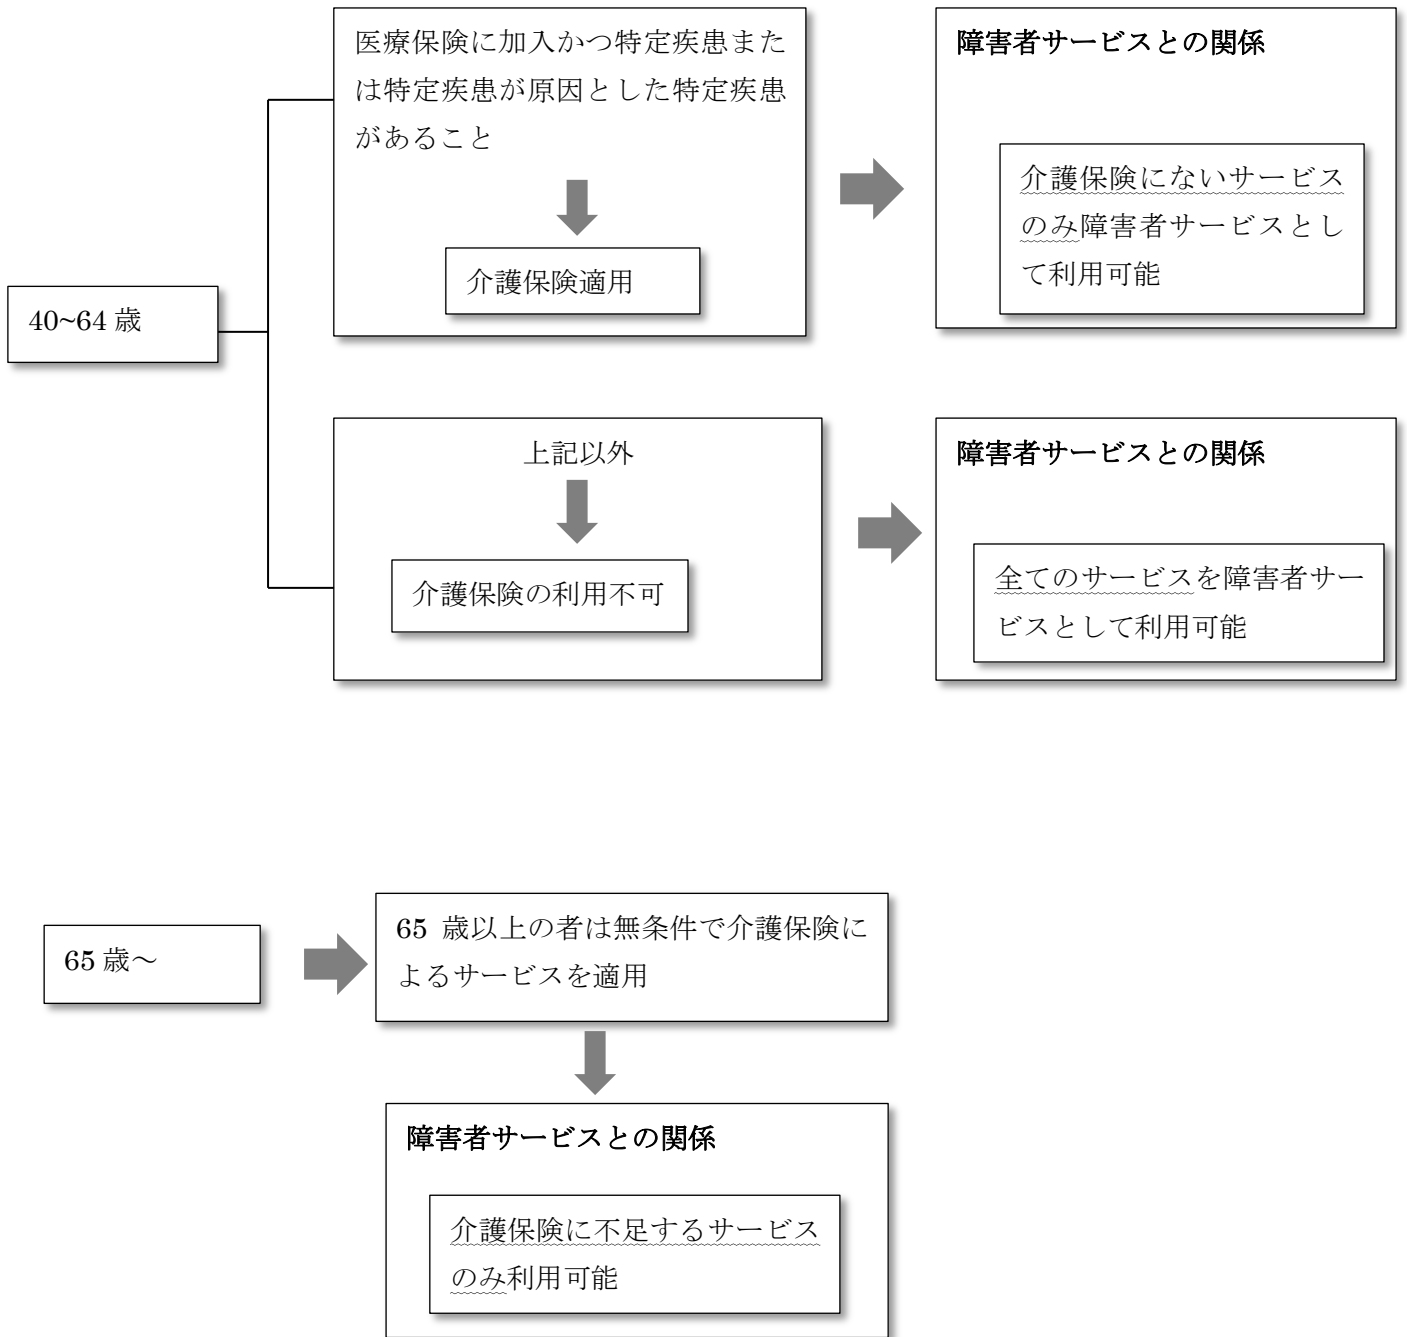 40~64 歳
医療保険に加入かつ特定疾患また
は特定疾患が原因とした特定疾患
があること
介護保険適用
障害者サービスとの関係
介護保険にないサービス
のみ障害者サービスとし
て利用可能
上記以外
介護保険の利用不可
障害者サービスとの関係
全てのサービスを障害者サー
ビスとして利用可能
65 歳～
65 歳以上の者は無条件で介護保険に
よるサービスを適用
障害者サービスとの関係
介護保険に不足するサービス
のみ利用可能